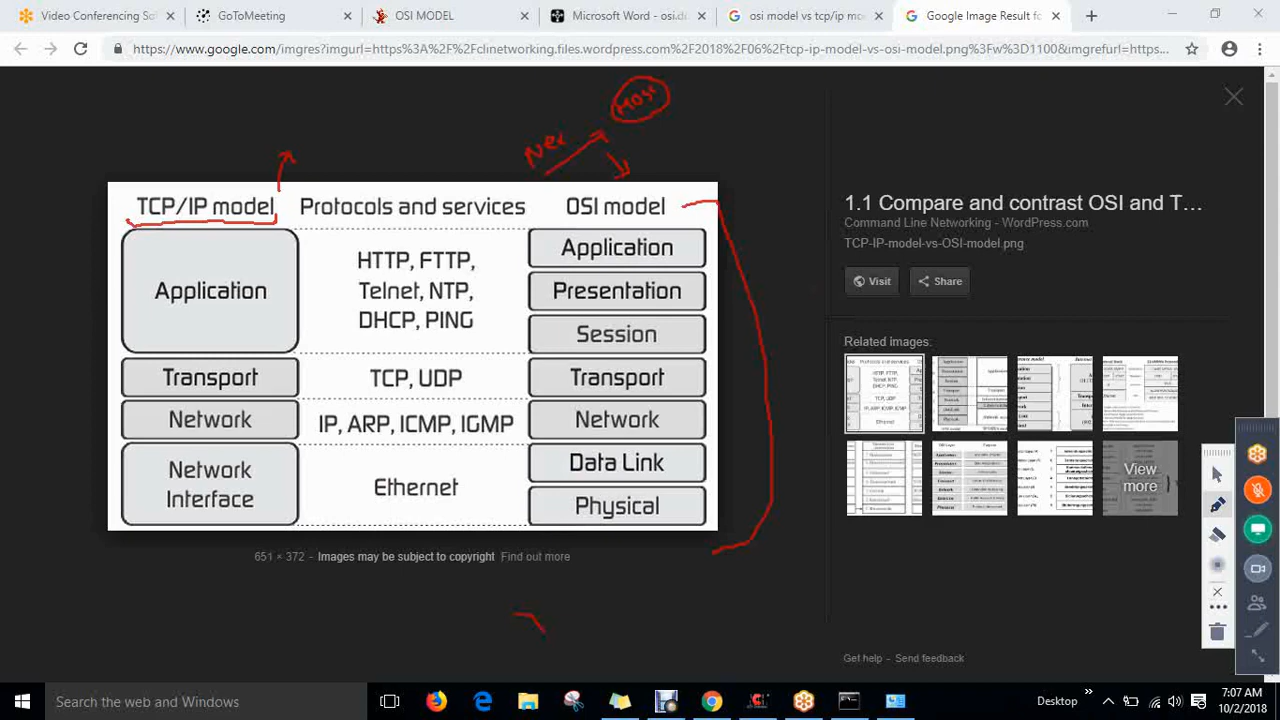 Video Conferencing So
GoToMeeting
OSI MODEL
Microsoft Word - osi.d
osi model vs tcp/ip mo
Google Image Result fo
https://www.google.com/imgres?imgurl=https%3A%2F%2Fclinetworking.files.wordpress.com%2F2018%2F06%2Ftcp-ip-model-vs-osi-model.png%3Fw%3D1100&imgrefurl=https...
TCP/IP model Protocols and services OSI model
Application
HTTP, FTTP,
Telnet, NTP,
DHCP, PING
Application
Presentation
Session
Transport TCP, UDP Transport
Network IP, ARP, ICMP, IGMP Network
Network
Interface
Ethernet
Data Link
Physical
651 × 372 - Images may be subject to copyright Find out more
1.1 Compare and contrast OSI and T…
Command Line Networking - WordPress.com
TCP-IP-model-vs-OSI-model.png
Visit Share
Related images:
View
more
Get help - Send feedback
Search the web and Windows
Desktop
7:07 AM
10/2/2018